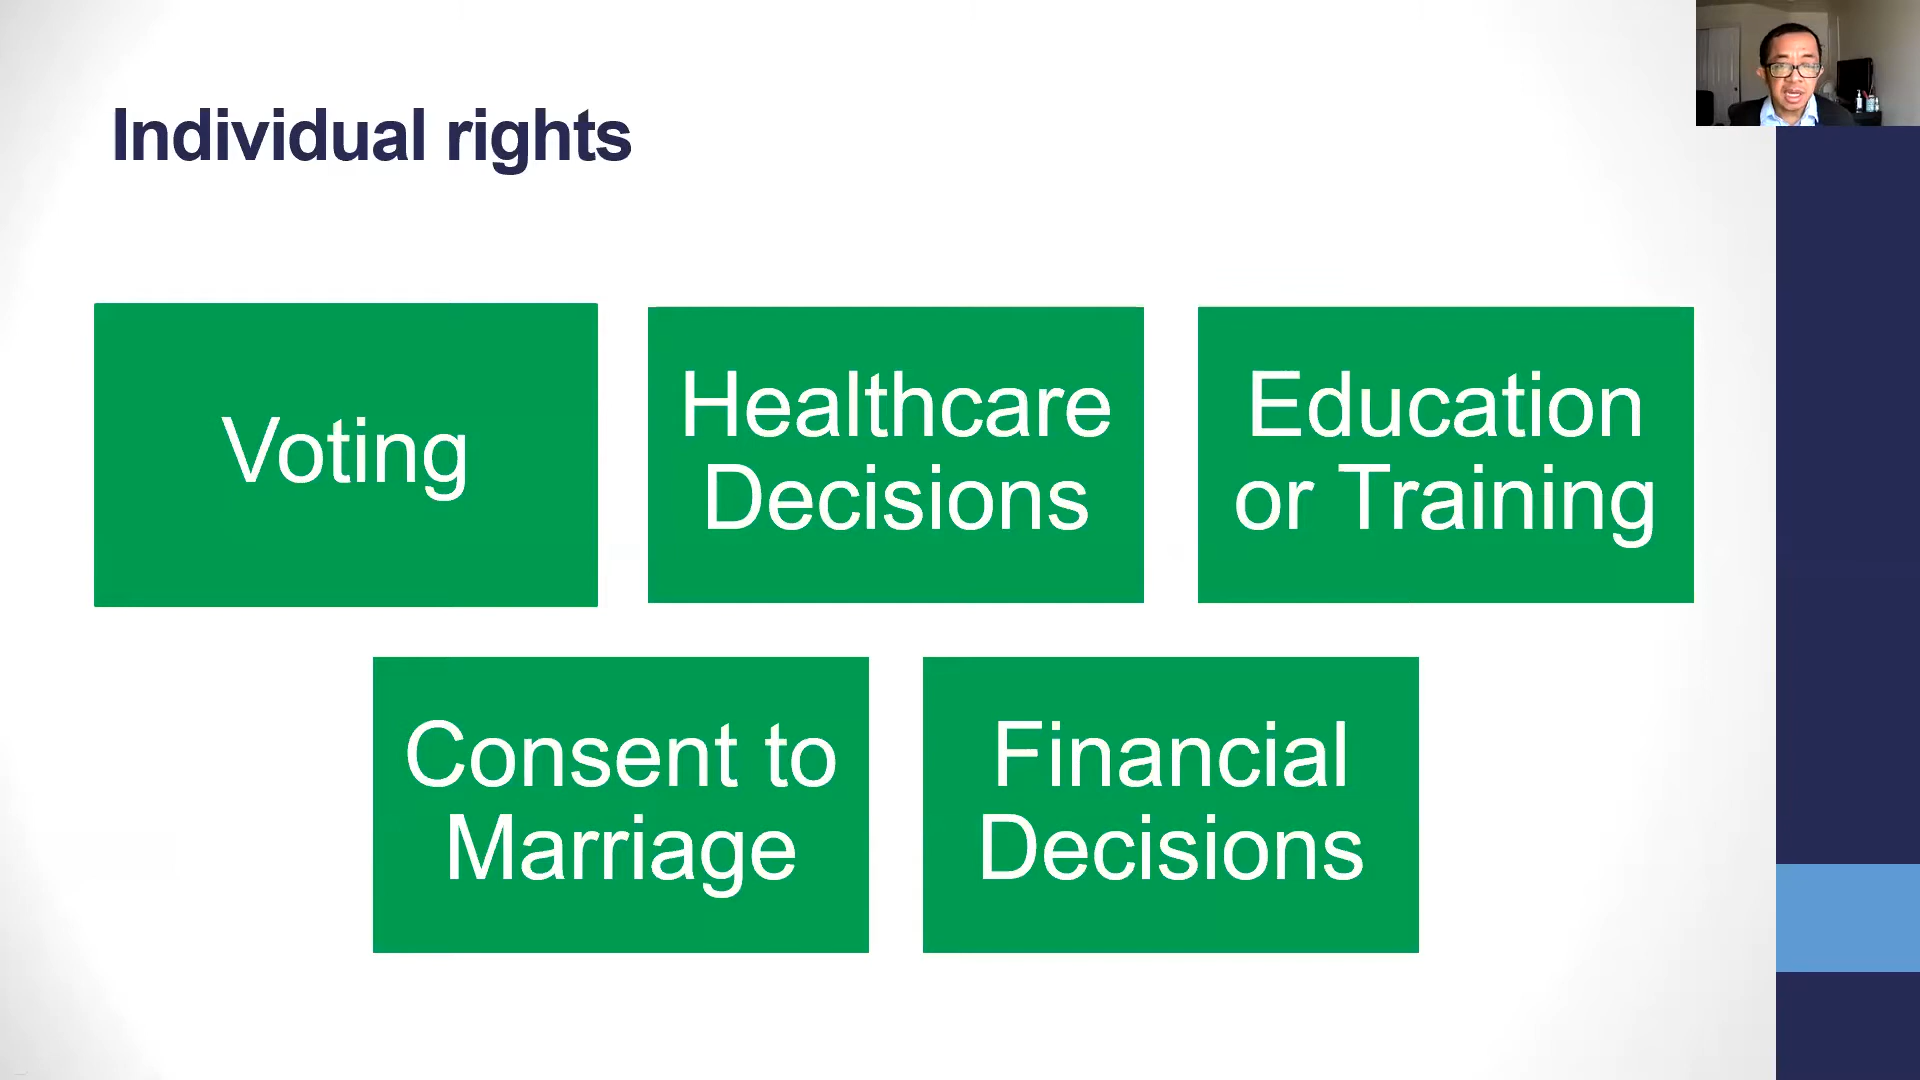 Individual rights
Voting
Healthcare
Decisions
Education
or Training
Consent to
Marriage
Financial
Decisions